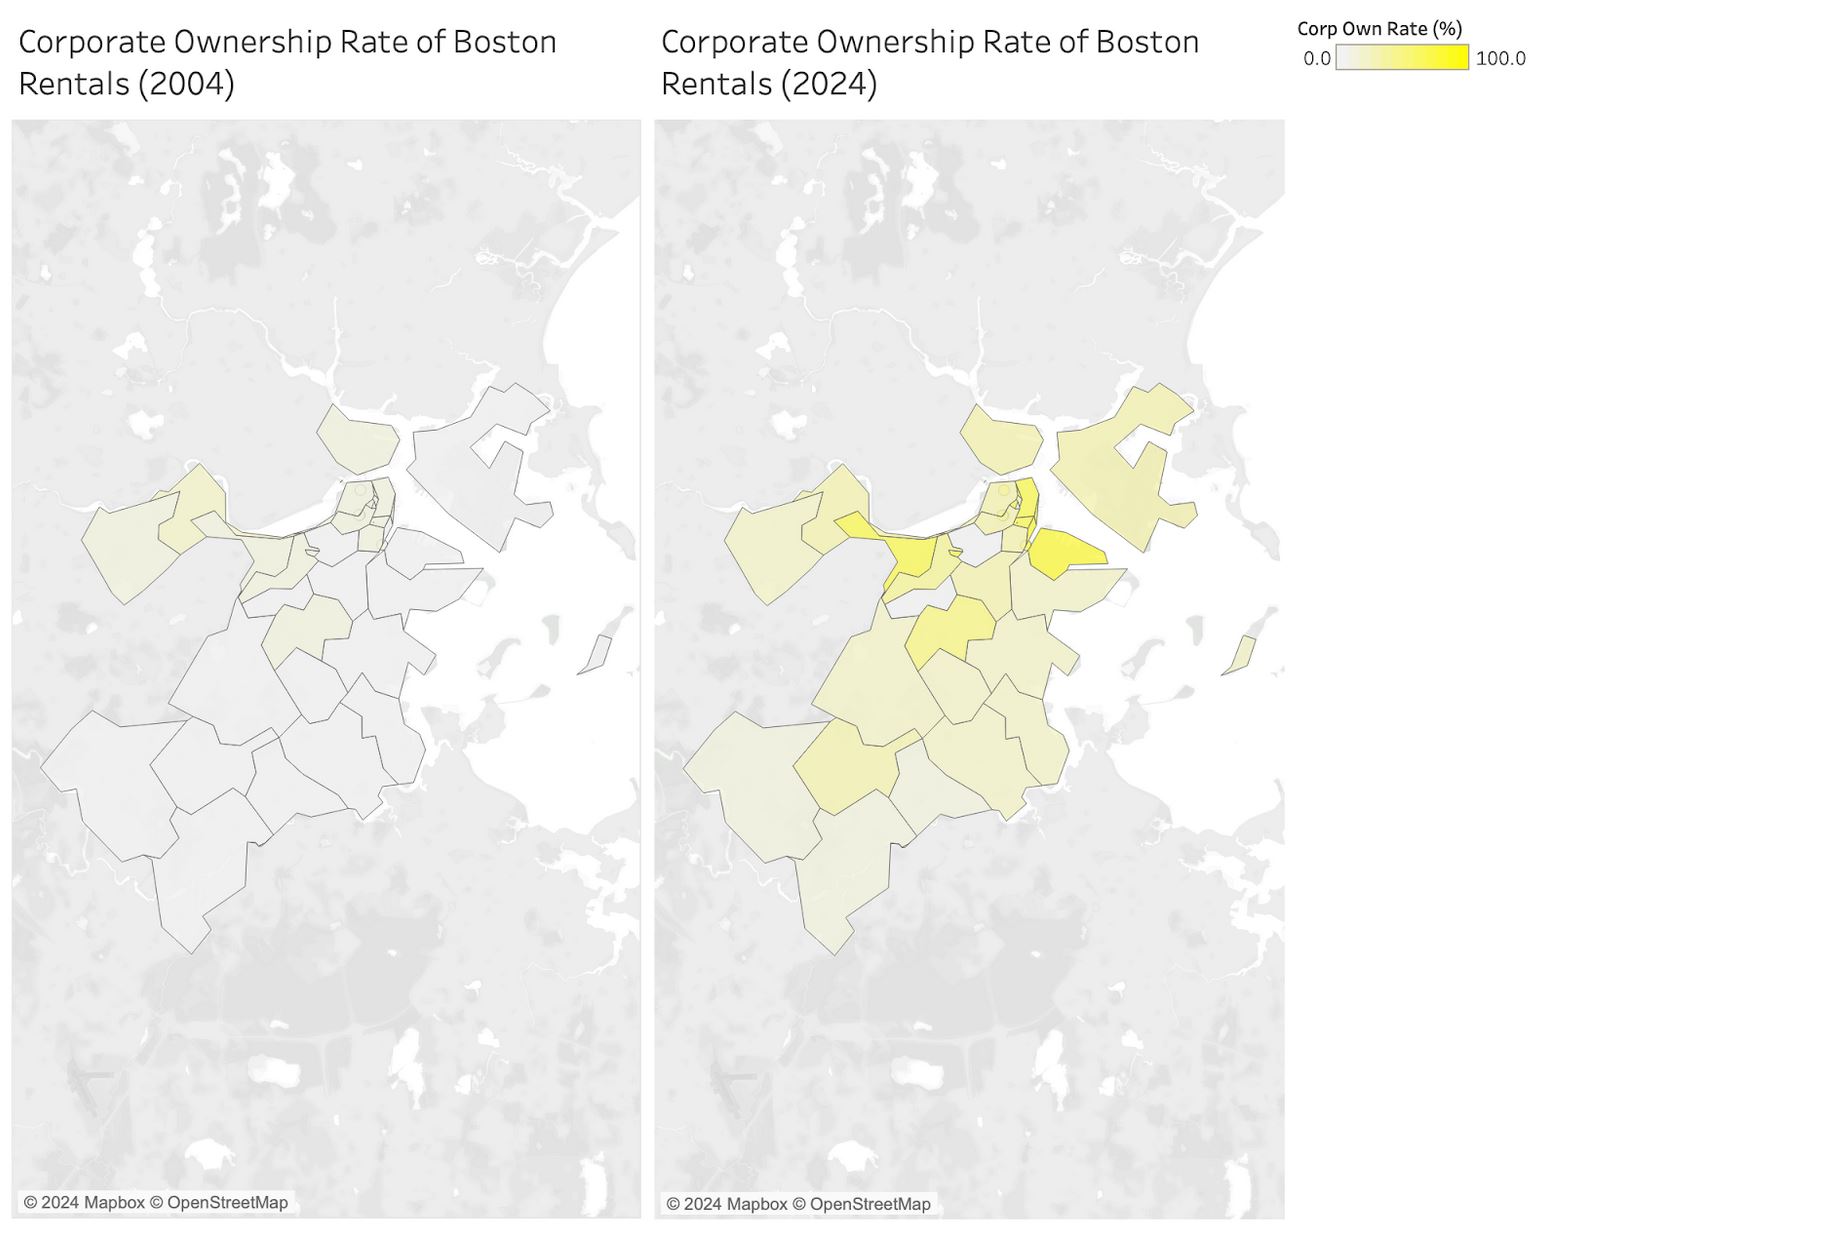 Corporate Ownership Rate of Boston
Rentals (2004)
Corporate Ownership Rate of Boston
Rentals (2024)
Corp Own Rate (%)
0.0 100.0
© 2024 Mapbox © OpenStreetMap
© 2024 Mapbox © OpenStreetMap